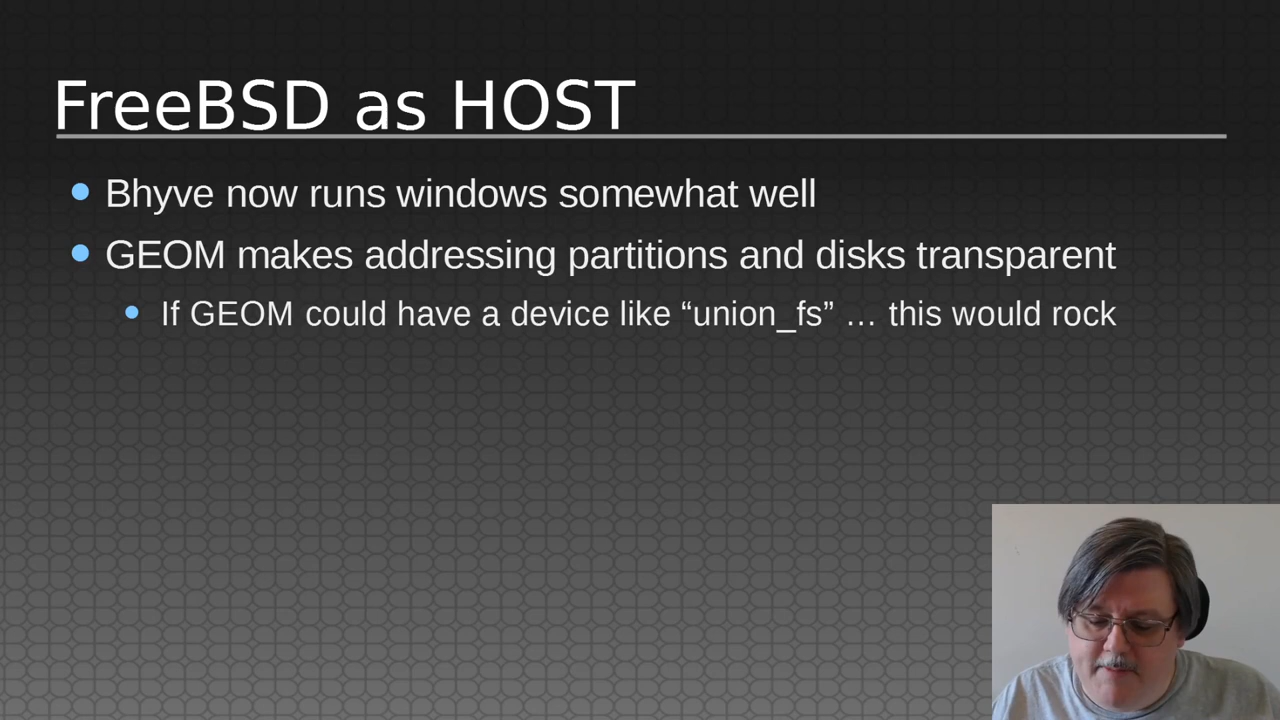 FreeBSD as HOST
Bhyve now runs windows somewhat well
GEOM makes addressing partitions and disks transparent
If GEOM could have a device like “union_fs” … this would rock